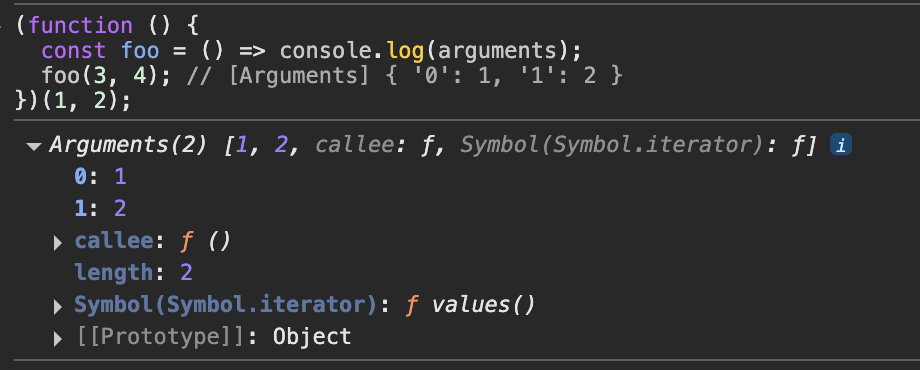 (function () {
  const foo = () => console.log(arguments);
  foo(3, 4); // [Arguments] { '0': 1, '1': 2 }
})(1, 2);
Arguments(2) [1, 2, callee: ƒ, Symbol(Symbol.iterator): ƒ] i
0: 1
1: 2
callee: ƒ ()
length: 2
Symbol(Symbol.iterator): ƒ values()
[[Prototype]]: Object